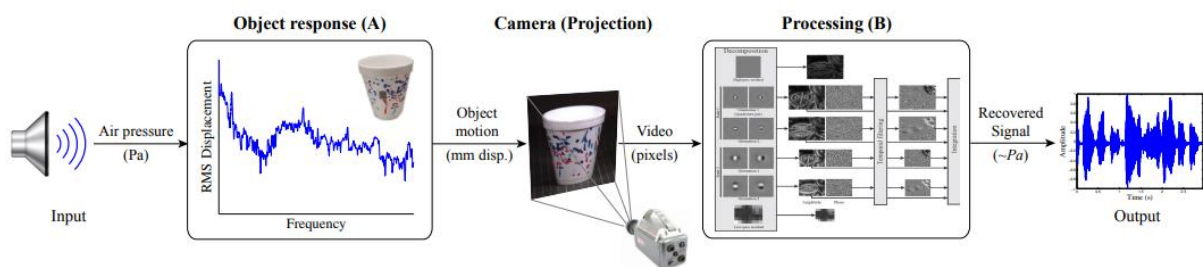 Object response (A)
Camera (Projection)
Processing (B)
Input
Air pressure
(Pa)
RMS Displacement
Frequency
Object
motion
(mm disp.)
Video
(pixels)
Decomposition
Temporal filtering
Integration
Amplitude
Phase
Recovered
Signal
(~Pa)
Amplitude
Time (s)
Output